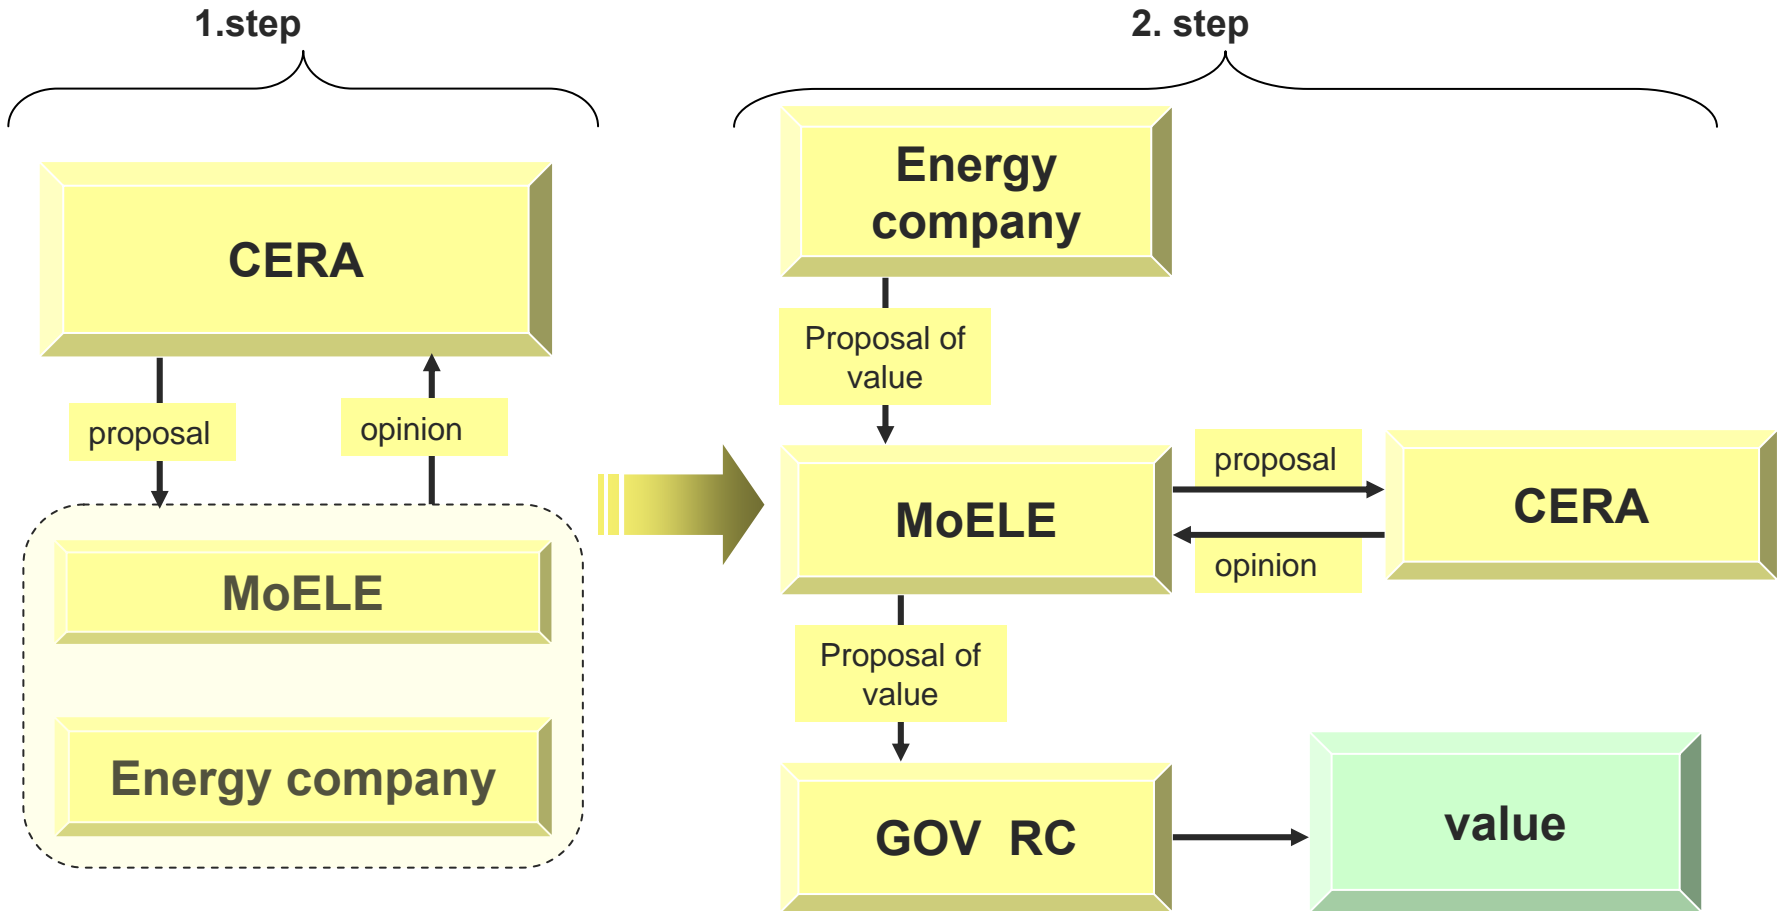 1.step
CERA
proposal
opinion
MoELE
Energy company
2. step
Energy
company
Proposal of
value
MoELE
proposal
opinion
CERA
Proposal of
value
GOV RC
value